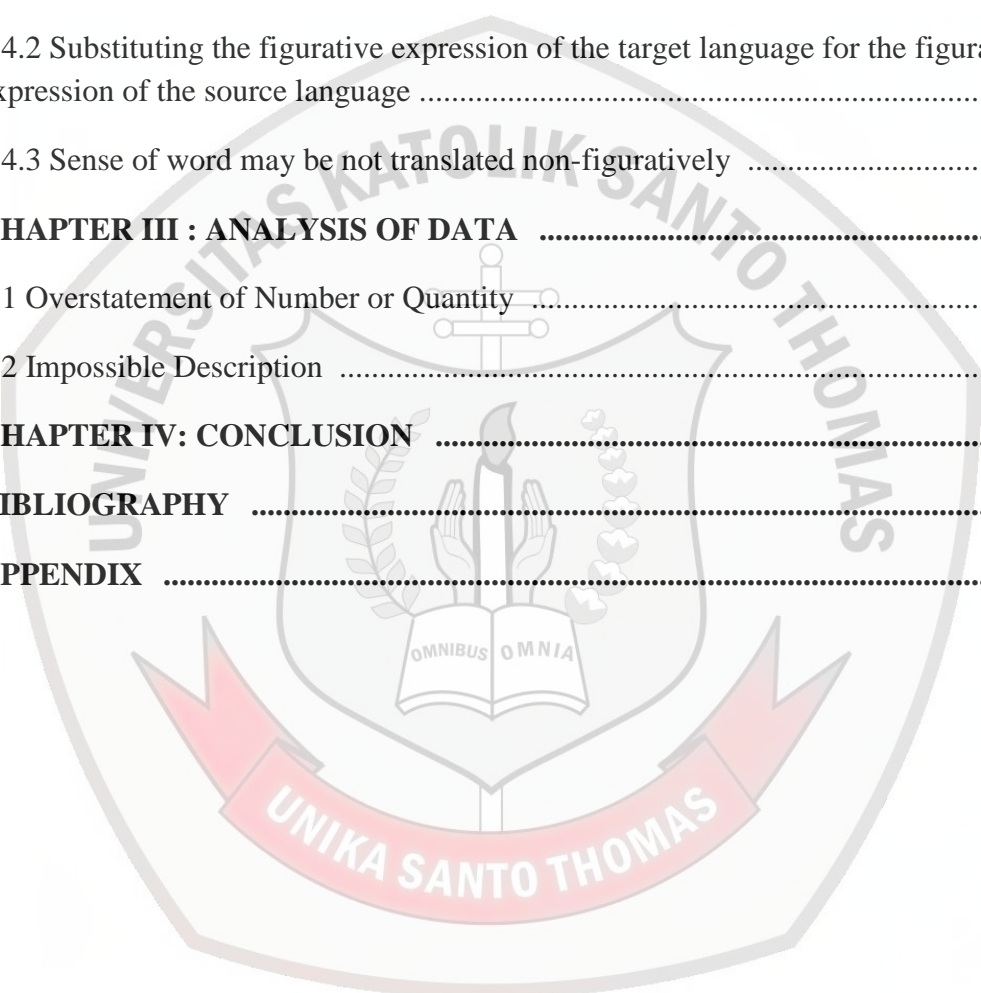 4.2 Substituting the figurative expression of the target language for the figura
xpression of the source language ........................................................................
4.3 Sense of word may be not translated non-figuratively .............................
HAPTER III : ANALYSIS OF DATA .........................................................
1 Overstatement of Number or Quantity .........................................................
2 Impossible Description .................................................................................
HAPTER IV: CONCLUSION ......................................................................
IBLIOGRAPHY ..............................................................................................
PPENDIX .........................................................................................................
UNIVERSITAS KATOLIK SANTO THOMAS
OMNIBUS OMNIA
UNIKA SANTO THOMAS